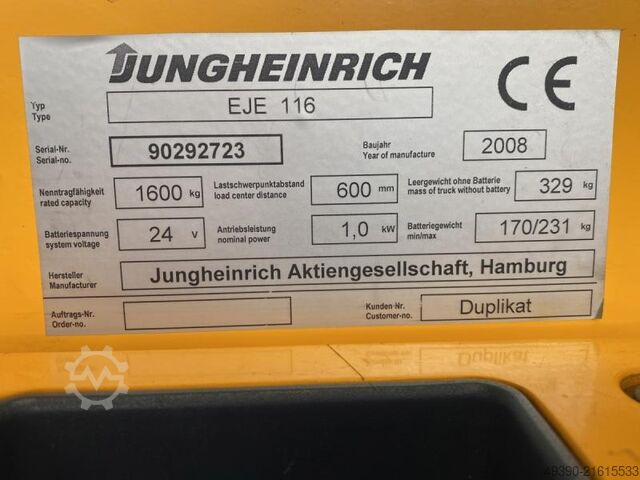 JUNGHEINRICH CE
Typ
Type
EJE 116
Serial-Nr.
Serial-no.
90292723
Baujahr
Year of manufacture
2008
Nenntragfähigkeit
rated capacity
1600 kg
Lastschwerpunktabstand
load center distance
600 mm
Leergewicht ohne Batterie
mass of truck without battery
329 kg
Batteriespannung
system voltage
24 V
Antriebsleistung
nominal power
1,0 kW
Batteriegewicht
min/max
170/231 kg
Hersteller
Manufacturer
Jungheinrich Aktiengesellschaft, Hamburg
Auftrags-Nr.
Order-no.
Kunden-Nr.
Customer-no.
Duplikat
49390-21615533